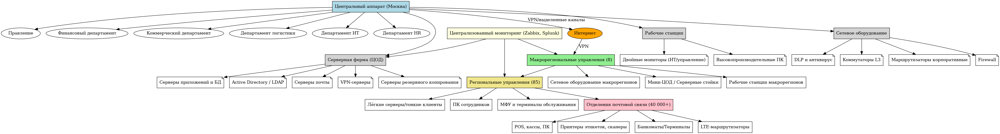 Центральный аппарат (Москва)
VPN/выделенные каналы
Правление
Финансовый департамент
Коммерческий департамент
Департамент логистики
Департамент ИТ
Департамент HR
Централизованный мониторинг (Zabbix, Splunk)
Интернет
Рабочие станции
Сетевое оборудование
VPN
Серверная ферма (ЦОД)
Макрорегиональные управления (8)
Двойные мониторы (ИТ/управление)
Высокопроизводительные ПК
DLP и антивирус
Коммутаторы L3
Маршрутизаторы корпоративные
Firewall
Серверы приложений и БД
Active Directory / LDAP
Серверы почты
VPN-серверы
Серверы резервного копирования
Региональные управления (85)
Сетевое оборудование макрорегионов
Мини-ЦОД / Серверные стойки
Рабочие станции макрорегионов
Лёгкие серверы/тонкие клиенты
ПК сотрудников
МФУ и терминалы обслуживания
Отделения почтовой связи (40 000+)
POS, кассы, ПК
Принтеры этикеток, сканеры
Банкоматы/Терминалы
LTE-маршрутизаторы